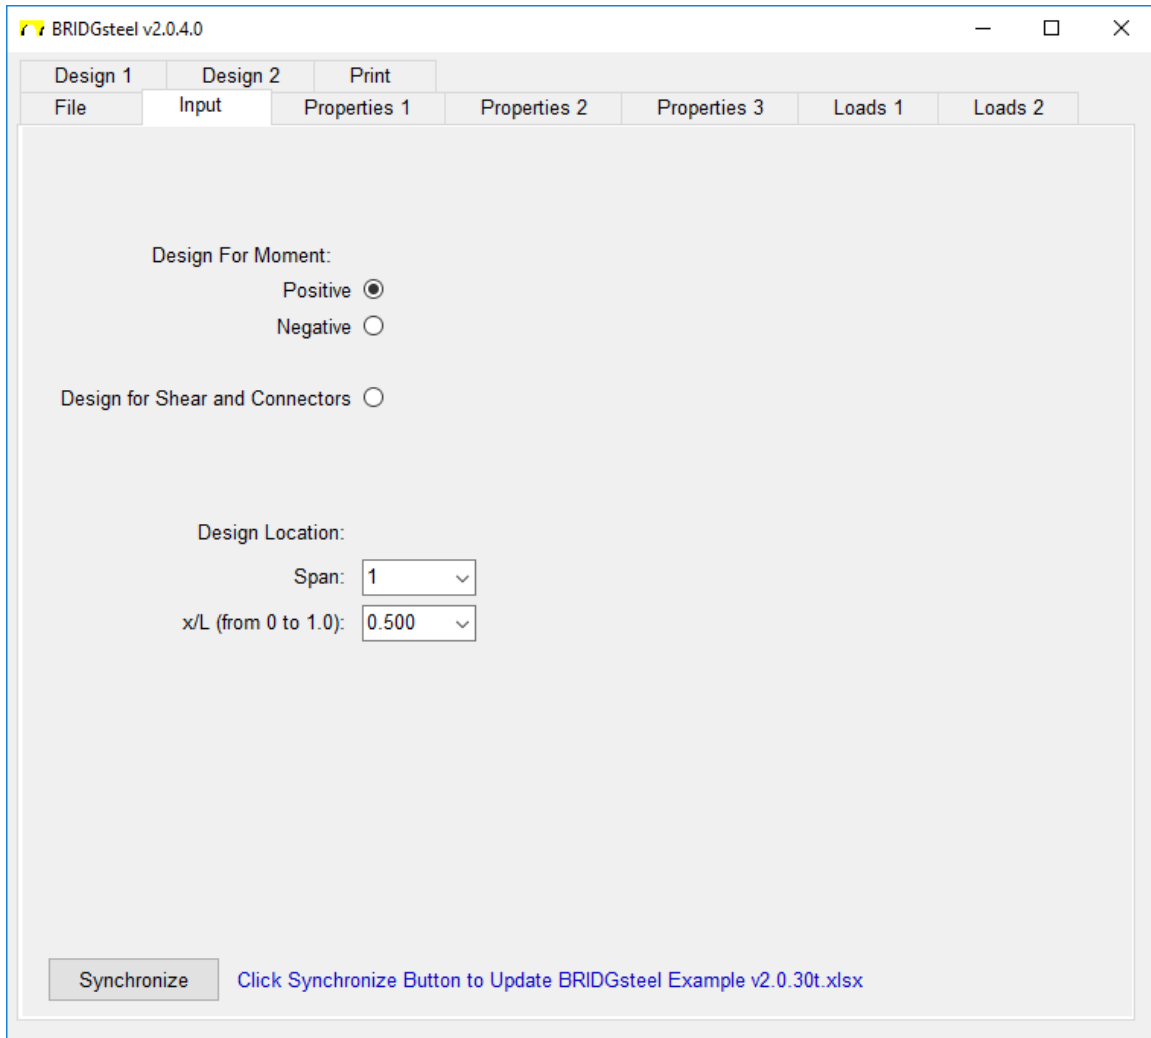 BRIDGsteel v2.0.4.0
Design 1 Design 2 Print
File Input Properties 1 Properties 2 Properties 3 Loads 1 Loads 2
Design For Moment:
Positive
Negative
Design for Shear and Connectors
Design Location:
Span: 1
x/L (from 0 to 1.0): 0.500
Synchronize Click Synchronize Button to Update BRIDGsteel Example v2.0.30t.xlsx